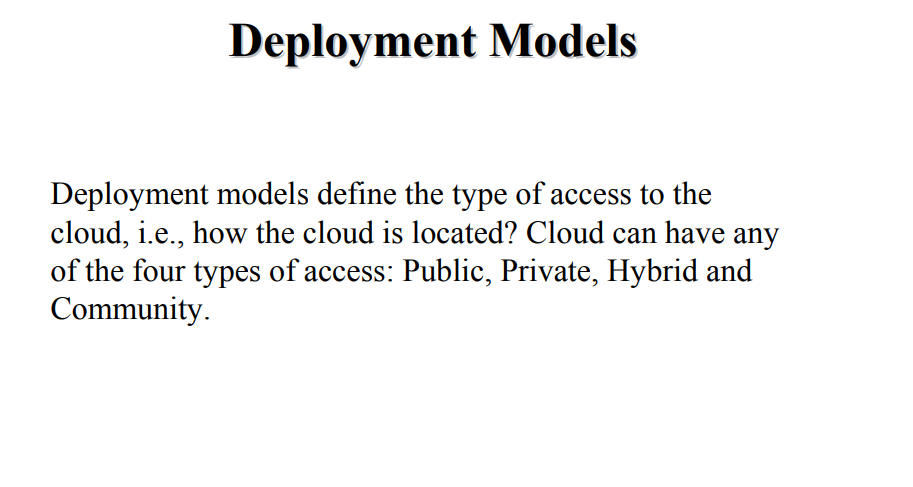 Deployment Models
Deployment models define the type of access to the
cloud, i.e., how the cloud is located? Cloud can have any
of the four types of access: Public, Private, Hybrid and
Community.